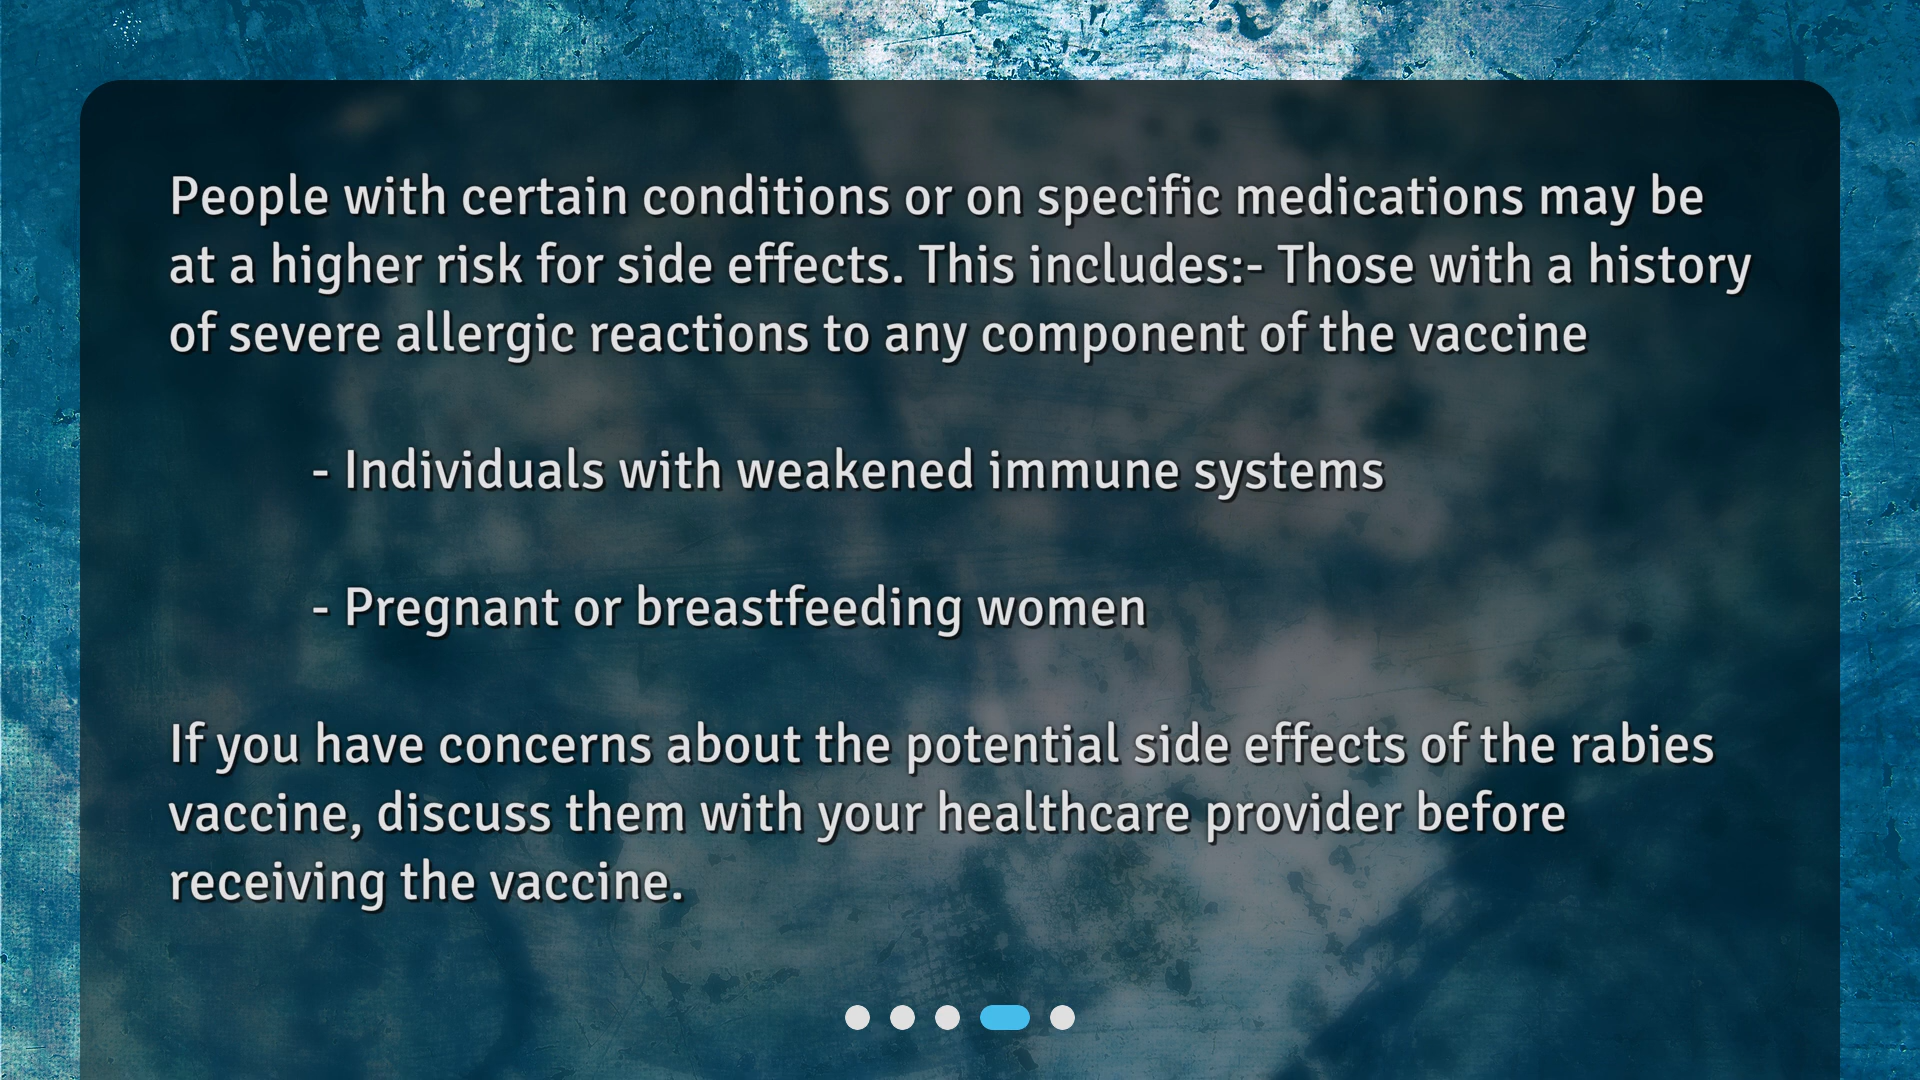 People with certain conditions or on specific medications may be
at a higher risk for side effects. This includes:- Those with a history
of severe allergic reactions to any component of the vaccine
- Individuals with weakened immune systems
- Pregnant or breastfeeding women
If you have concerns about the potential side effects of the rabies
vaccine, discuss them with your healthcare provider before
receiving the vaccine.